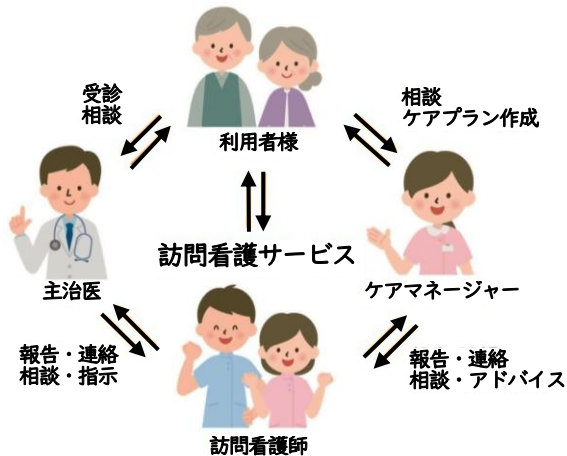 受診
相談
相談
ケアプラン作成
利用者様
訪問看護サービス
主治医
ケアマネージャー
報告・連絡
相談・指示
報告・連絡
相談・アドバイス
訪問看護師